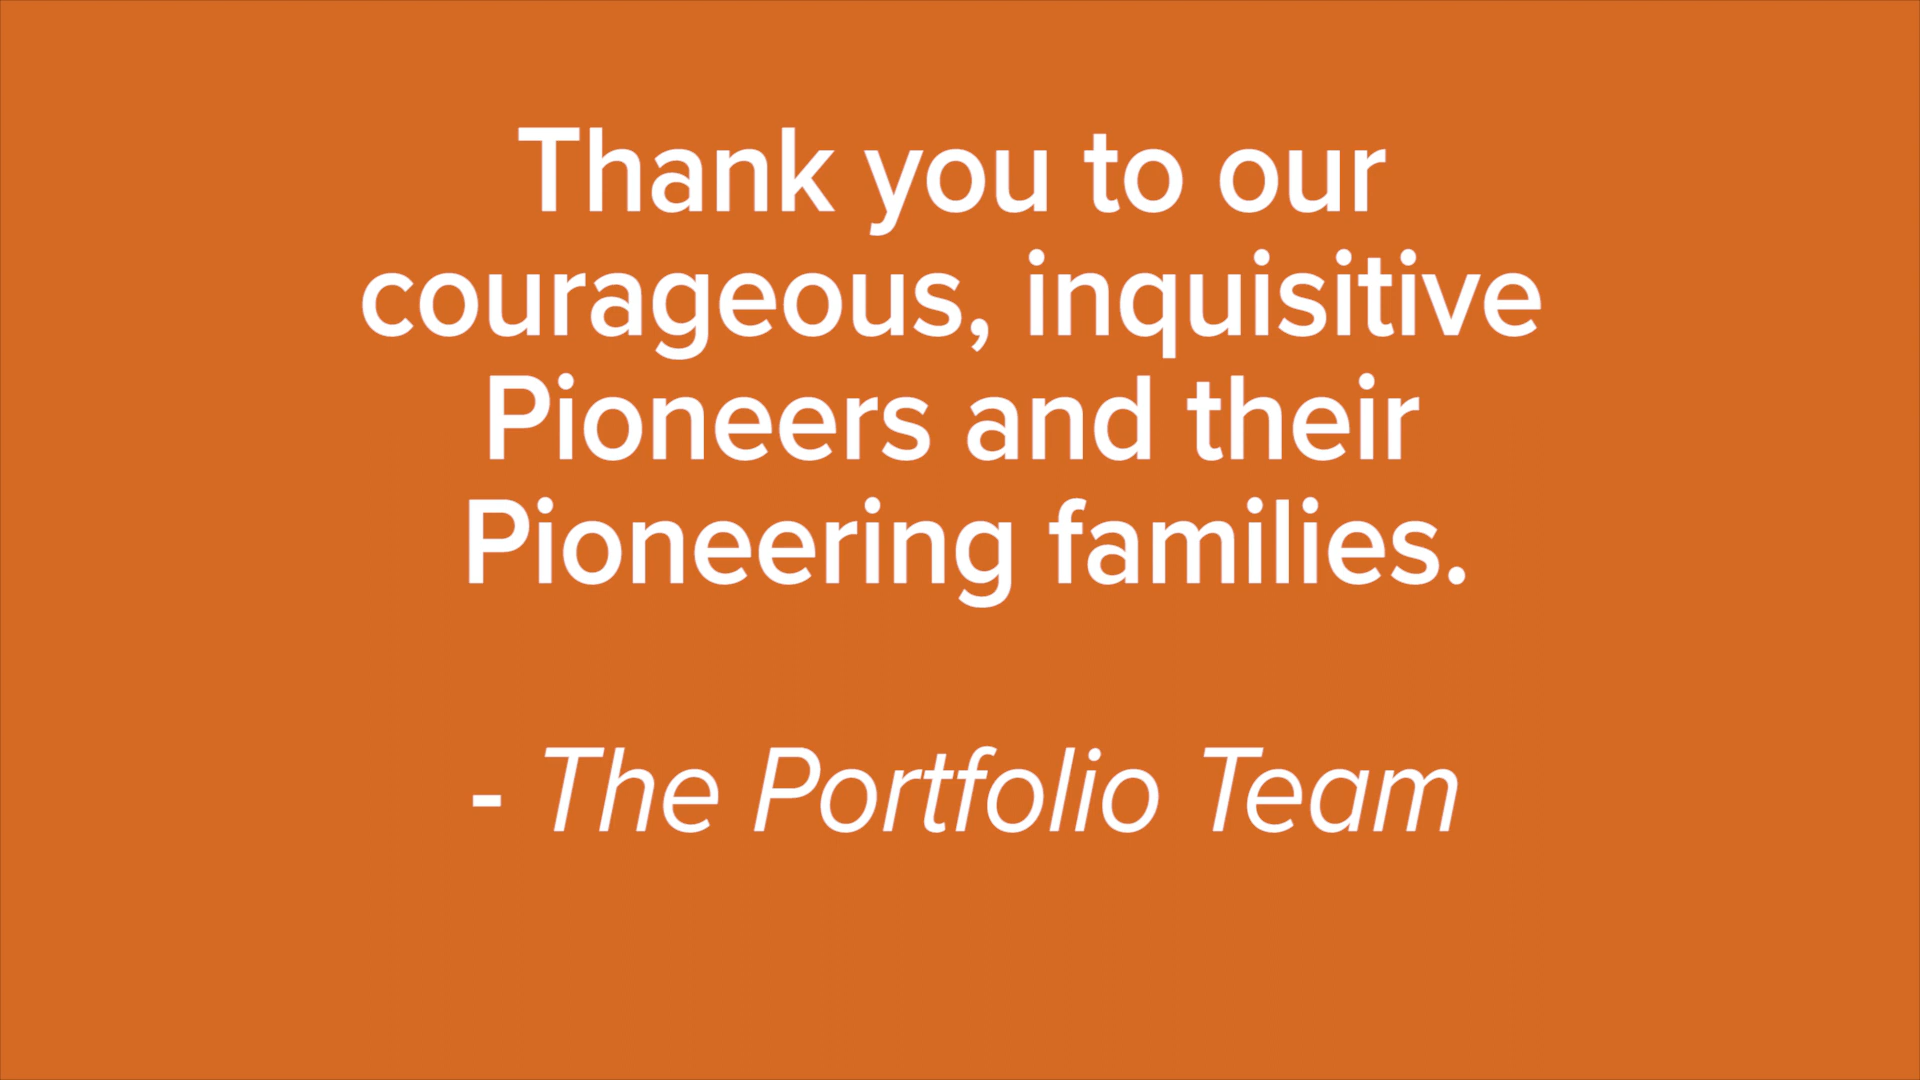 Thank you to our
courageous, inquisitive
Pioneers and their
Pioneering families.
- The Portfolio Team